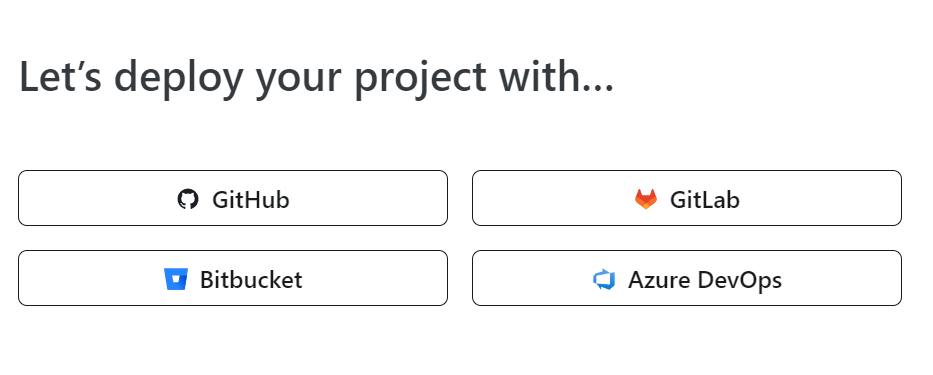 Let’s deploy your project with…
GitHub
GitLab
Bitbucket
Azure DevOps